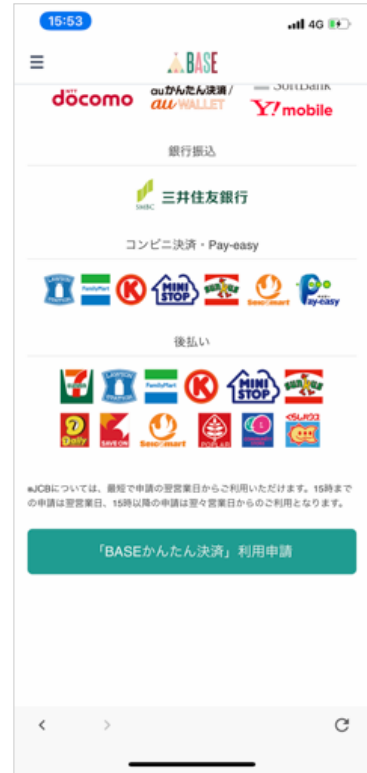 15:53
4G
BASE
NTT
docomo
auかんたん決済/
au WALLET
SoftBank
Y!mobile
銀行振込
SMBC 三井住友銀行
コンビニ決済・Pay-easy
LAWSON STATION FamilyMart K MINI STOP sunkus Seicomart Pay-easy
後払い
LAWSON STATION FamilyMart K MINI STOP sunkus
Daily SAVE ON Seicomart POPLAR くらしハウス
※JCBについては、最短で申請の翌営業日からご利用いただけます。15時まで
の申請は翌営業日、15時以降の申請は翌々営業日からのご利用となります。
「BASEかんたん決済」利用申請